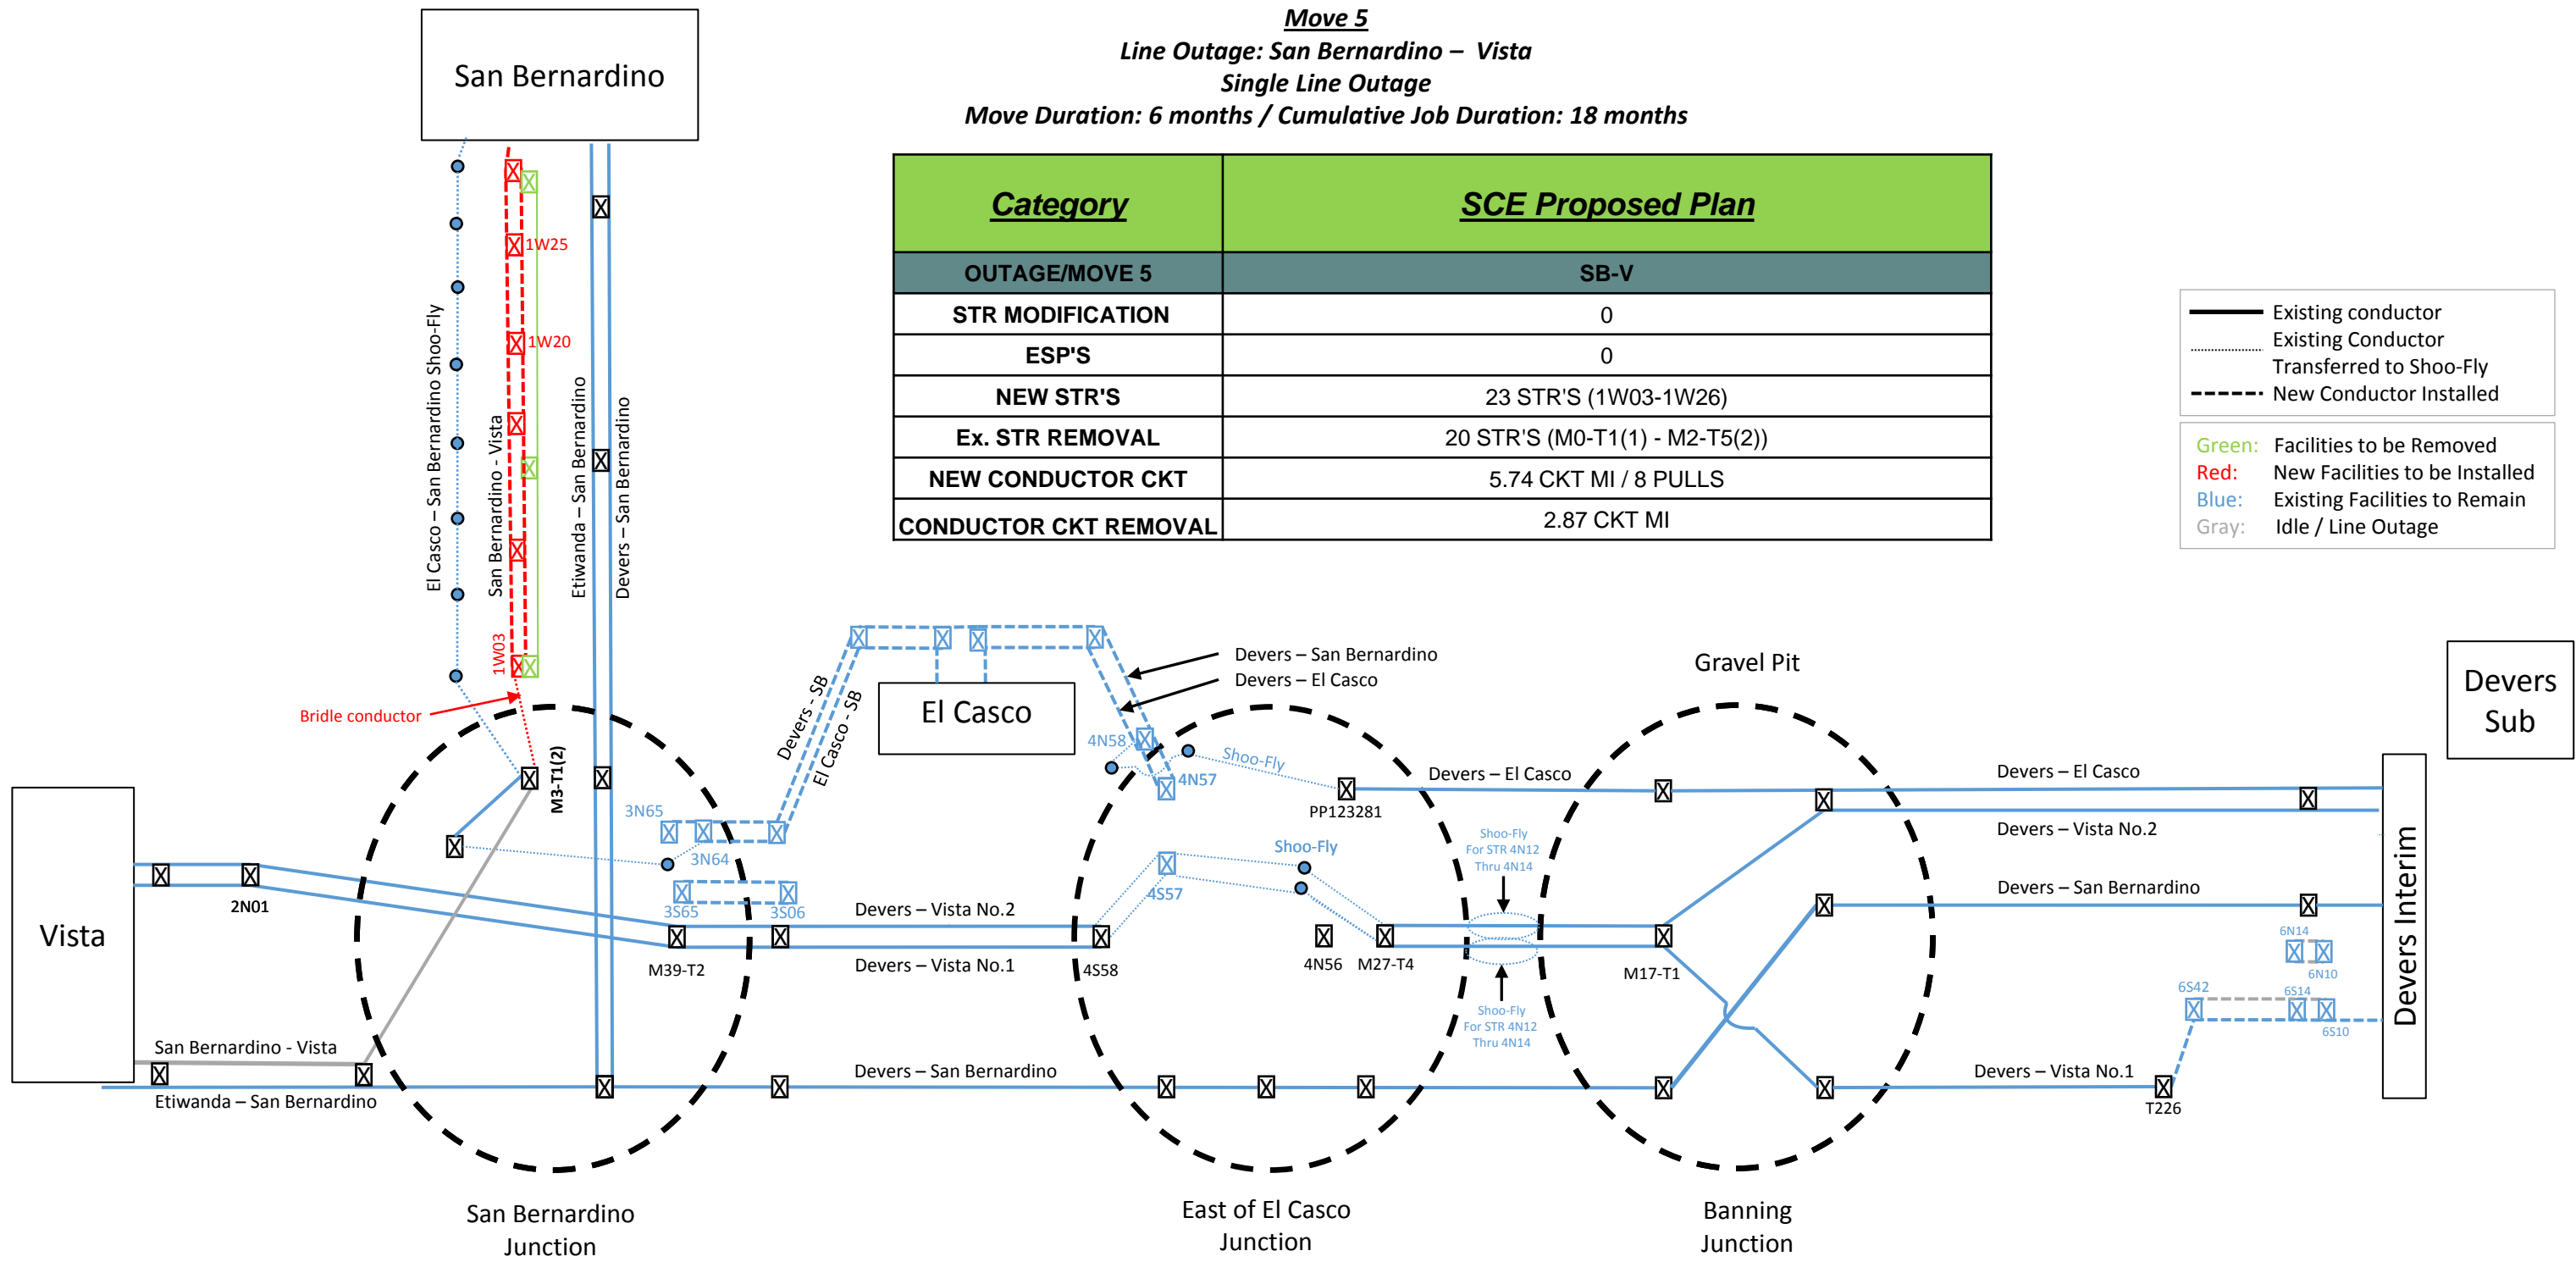 Move 5
Line Outage: San Bernardino – Vista
Single Line Outage
Move Duration: 6 months / Cumulative Job Duration: 18 months
San Bernardino
Category
SCE Proposed Plan
OUTAGE/MOVE 5
SB-V
STR MODIFICATION
0
ESP'S
0
NEW STR'S
23 STR'S (1W03-1W26)
Ex. STR REMOVAL
20 STR'S (M0-T1(1) - M2-T5(2))
NEW CONDUCTOR CKT
5.74 CKT MI / 8 PULLS
CONDUCTOR CKT REMOVAL
2.87 CKT MI
Existing conductor
Existing Conductor
Transferred to Shoo-Fly
New Conductor Installed
Green: Facilities to be Removed
Red: New Facilities to be Installed
Blue: Existing Facilities to Remain
Gray: Idle / Line Outage
El Casco – San Bernardino Shoo-Fly
San Bernardino - Vista
Etiwanda – San Bernardino
Devers – San Bernardino
1W25
1W20
1W03
Bridle conductor
M3-T1(2)
Devers - SB
El Casco - SB
El Casco
Devers – San Bernardino
Devers – El Casco
4N58
4N57
Shoo-Fly
PP123281
Devers – El Casco
Gravel Pit
Devers Sub
Devers – El Casco
Devers – Vista No.2
3N65
3N64
3S65
3S06
4S57
Shoo-Fly
Shoo-Fly
For STR 4N12
Thru 4N14
Devers – San Bernardino
Devers Interim
Vista
2N01
M39-T2
Devers – Vista No.2
Devers – Vista No.1
4S58
4N56
M27-T4
M17-T1
Shoo-Fly
For STR 4N12
Thru 4N14
6N14
6N10
6S42
6S14
6S10
San Bernardino - Vista
Etiwanda – San Bernardino
Devers – San Bernardino
Devers – Vista No.1
T226
San Bernardino
Junction
East of El Casco
Junction
Banning
Junction